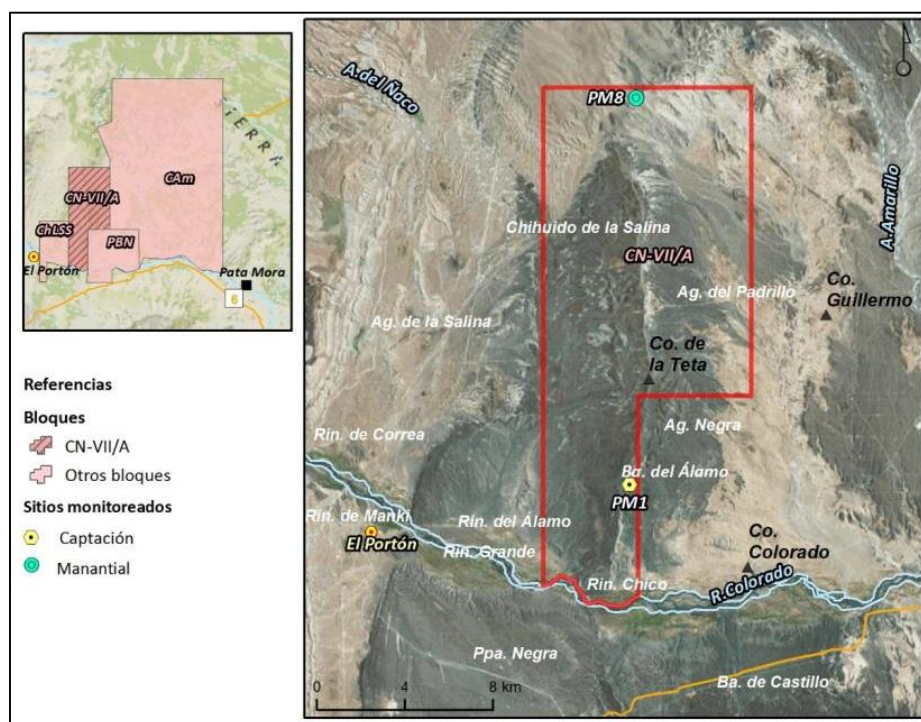 SIERRA
CAm
CN-VII/A
ChLSS
PBN
El Portón
Pata Mora
6
Referencias
Bloques
CN-VII/A
Otros bloques
Sitios monitoreados
Captación
Manantial
A.del Ñaco
PM8
A.Amarillo
Chihuido de la Salina
CN-VII/A
Ag. del Padrillo
Co.
Guillermo
Ag. de la Salina
Co. de
la Teta
Ag. Negra
Rin. de Correa
Ba. del Álamo
PM1
Rin. de Manki
Rin. del Álamo
El Portón
Rin. Grande
Co.
Colorado
Rin. Chico
R.Colorado
Ppa. Negra
Ba. de Castillo
0 4 8 km